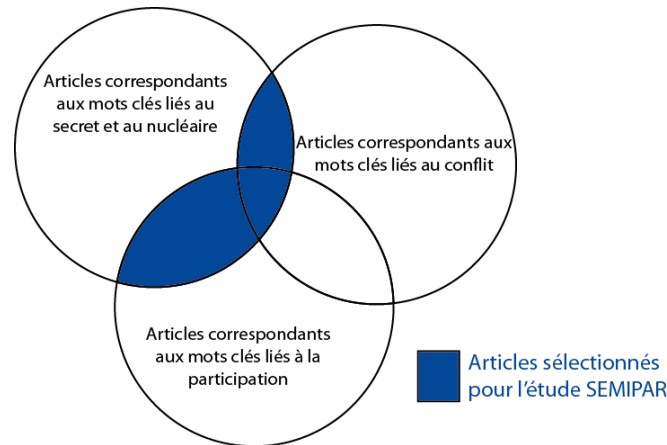 Articles correspondants
aux mots clés liés au
secret et au nucléaire
Articles correspondants aux
mots clés liés au conflit
Articles correspondants
aux mots clés liés à la
participation
Articles sélectionnés
pour l'étude SEMIPAR